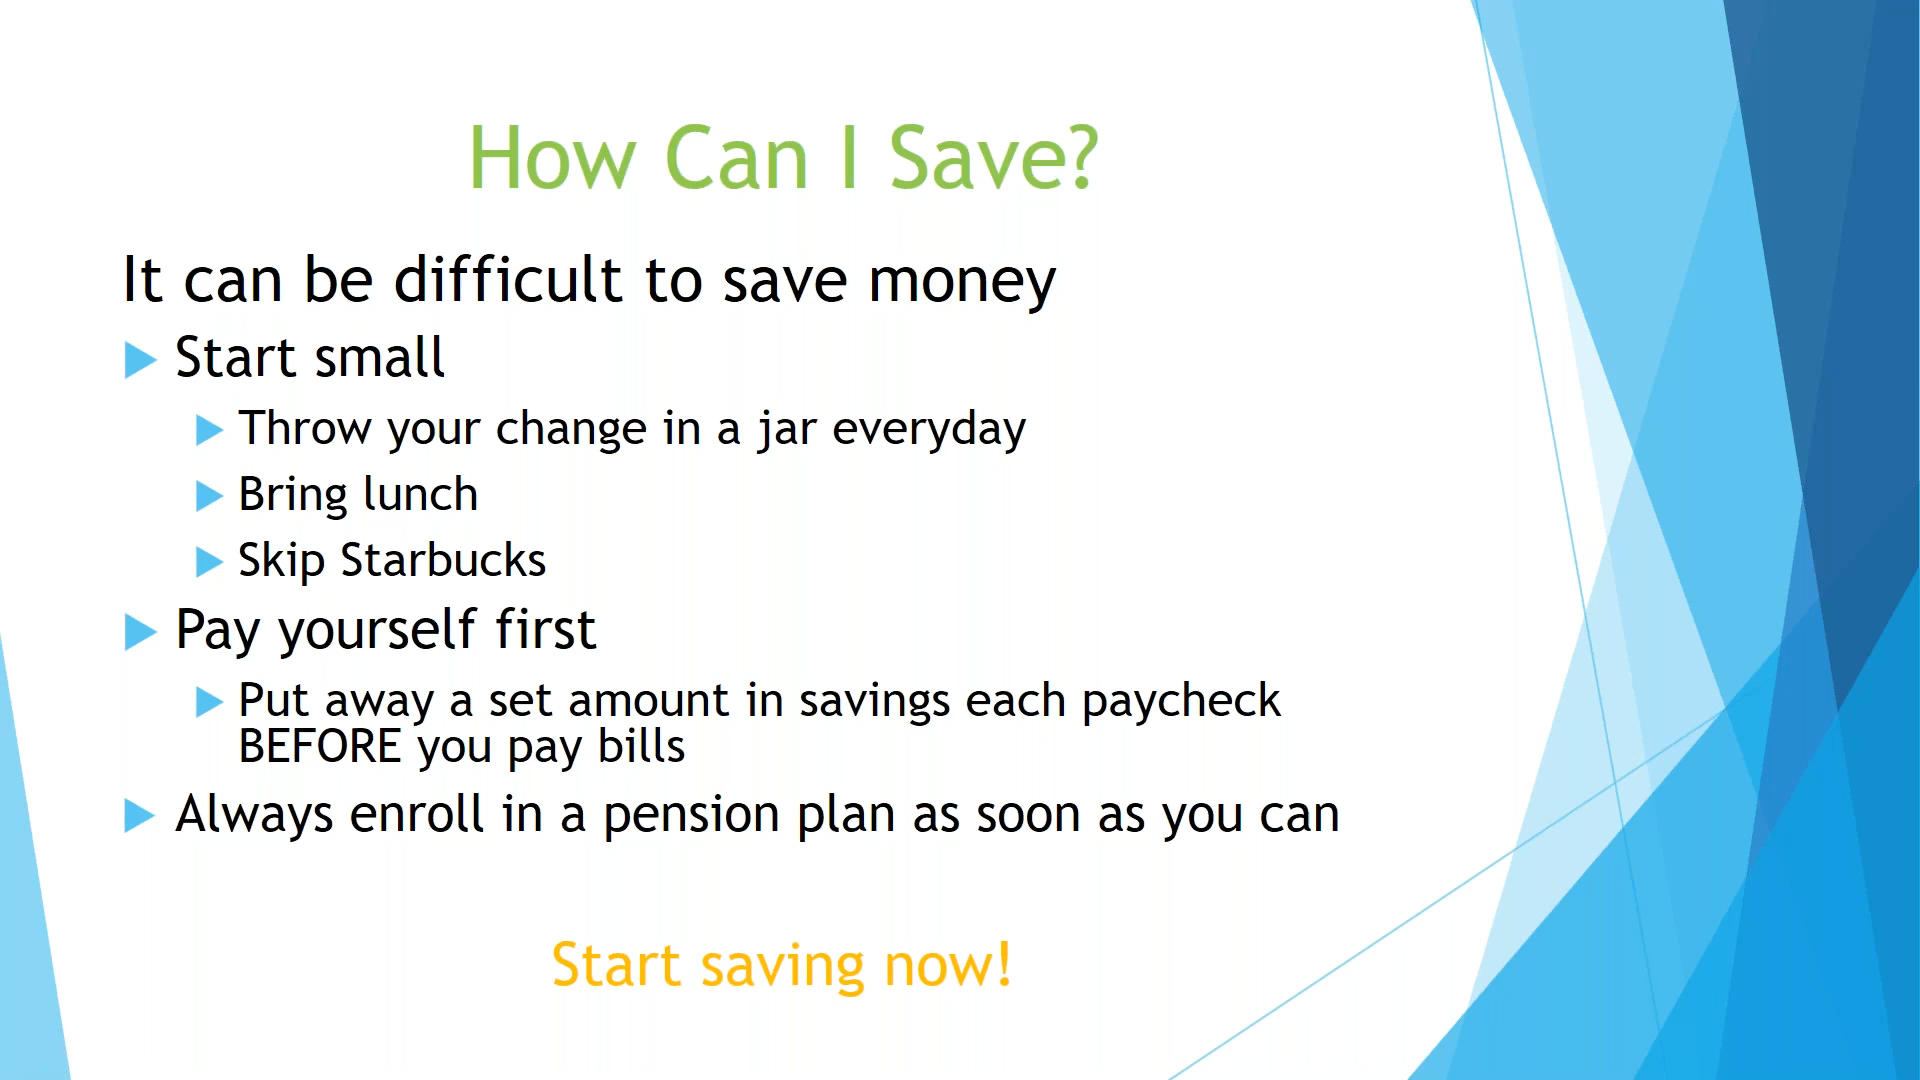 How Can I Save?
It can be difficult to save money
Start small
Throw your change in a jar everyday
Bring lunch
Skip Starbucks
Pay yourself first
Put away a set amount in savings each paycheck
BEFORE you pay bills
Always enroll in a pension plan as soon as you can
Start saving now!